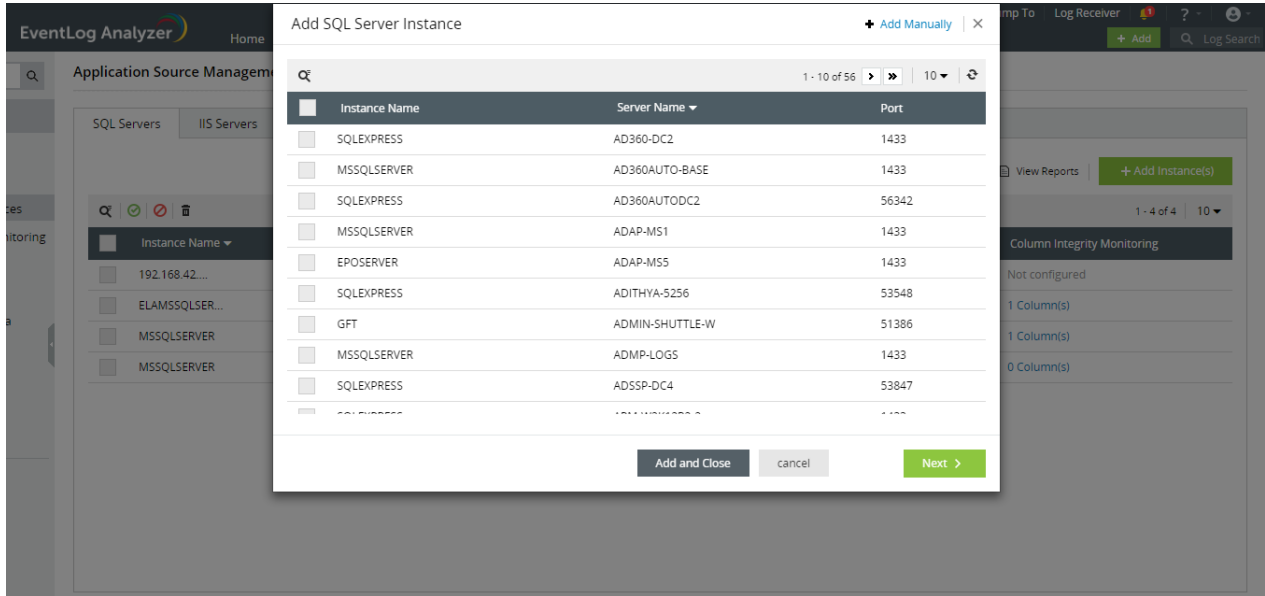 mp To Log Receiver 1 ?
EventLog Analyzer Home
+ Add Log Search
Application Source Manageme
SQL Servers IIS Servers
View Reports + Add Instance(s)
ces
1 - 4 of 4 10
nitoring
Instance Name Column Integrity Monitoring
192.168.42.... Not configured
ELAMSSQLSER... 1 Column(s)
a
MSSQLSERVER 1 Column(s)
MSSQLSERVER 0 Column(s)
Add SQL Server Instance + Add Manually
1 - 10 of 56 10
Instance Name Server Name Port
SQLEXPRESS AD360-DC2 1433
MSSQLSERVER AD360AUTO-BASE 1433
SQLEXPRESS AD360AUTODC2 56342
MSSQLSERVER ADAP-MS1 1433
EPOSERVER ADAP-MS5 1433
SQLEXPRESS ADITHYA-5256 53548
GFT ADMIN-SHUTTLE-W 51386
MSSQLSERVER ADMP-LOGS 1433
SQLEXPRESS ADSSP-DC4 53847
Add and Close cancel Next